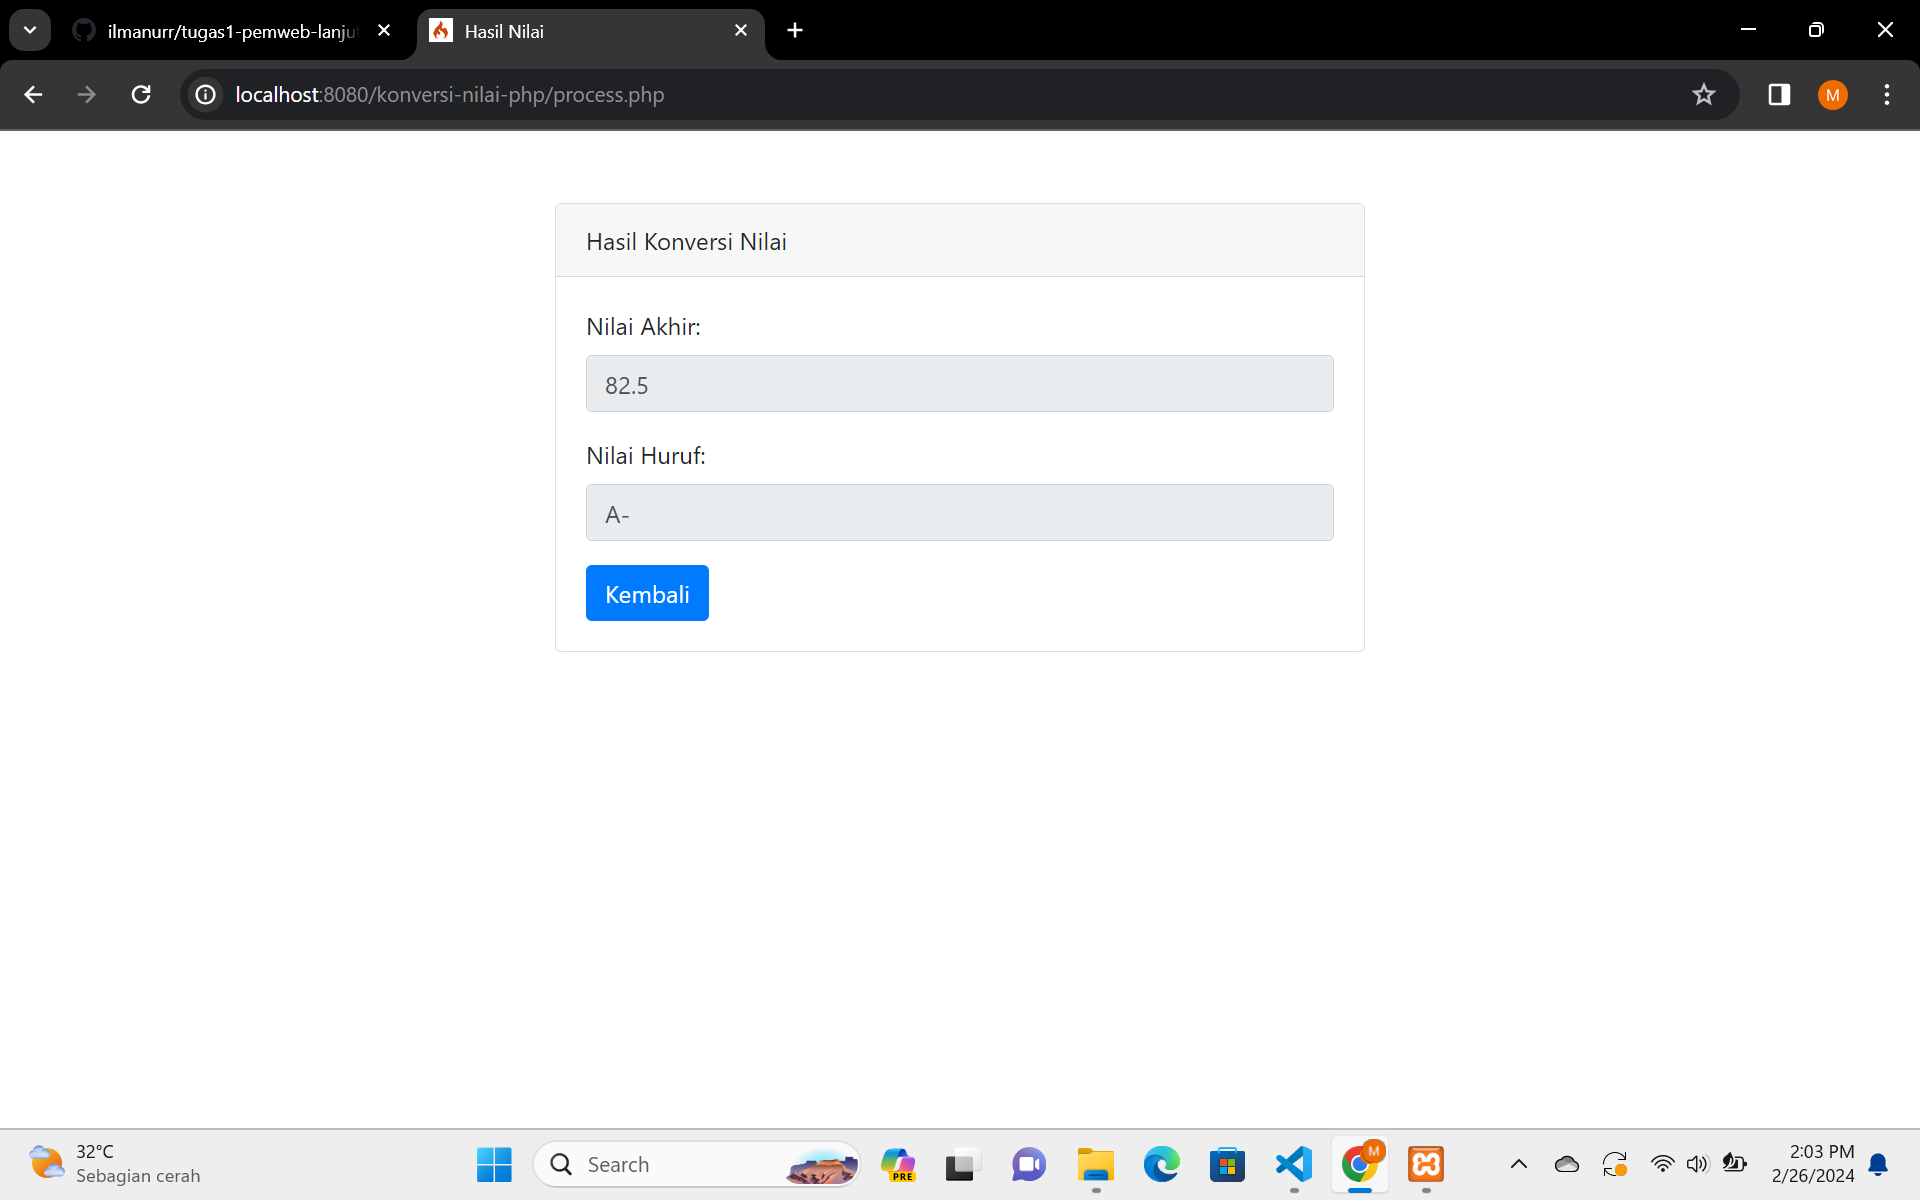 ilmanurr/tugas1-pemweb-lanju
Hasil Nilai
localhost:8080/konversi-nilai-php/process.php
M
Hasil Konversi Nilai
Nilai Akhir:
82.5
Nilai Huruf:
A-
Kembali
32°C
Sebagian cerah
Search
PRE
M
2:03 PM
2/26/2024